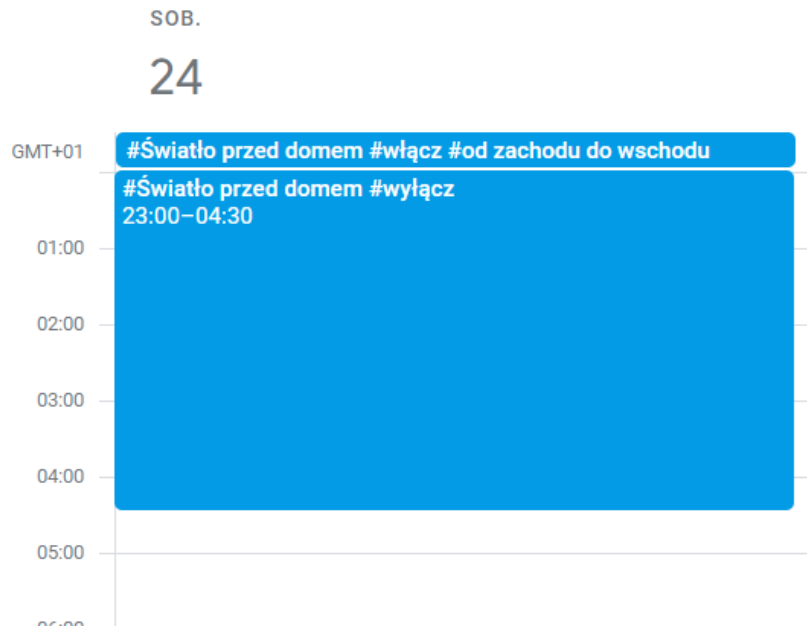 SOB.
24
GMT+01
#Światło przed domem #włącz #od zachodu do wschodu
#Światło przed domem #wyłącz
23:00–04:30
01:00
02:00
03:00
04:00
05:00